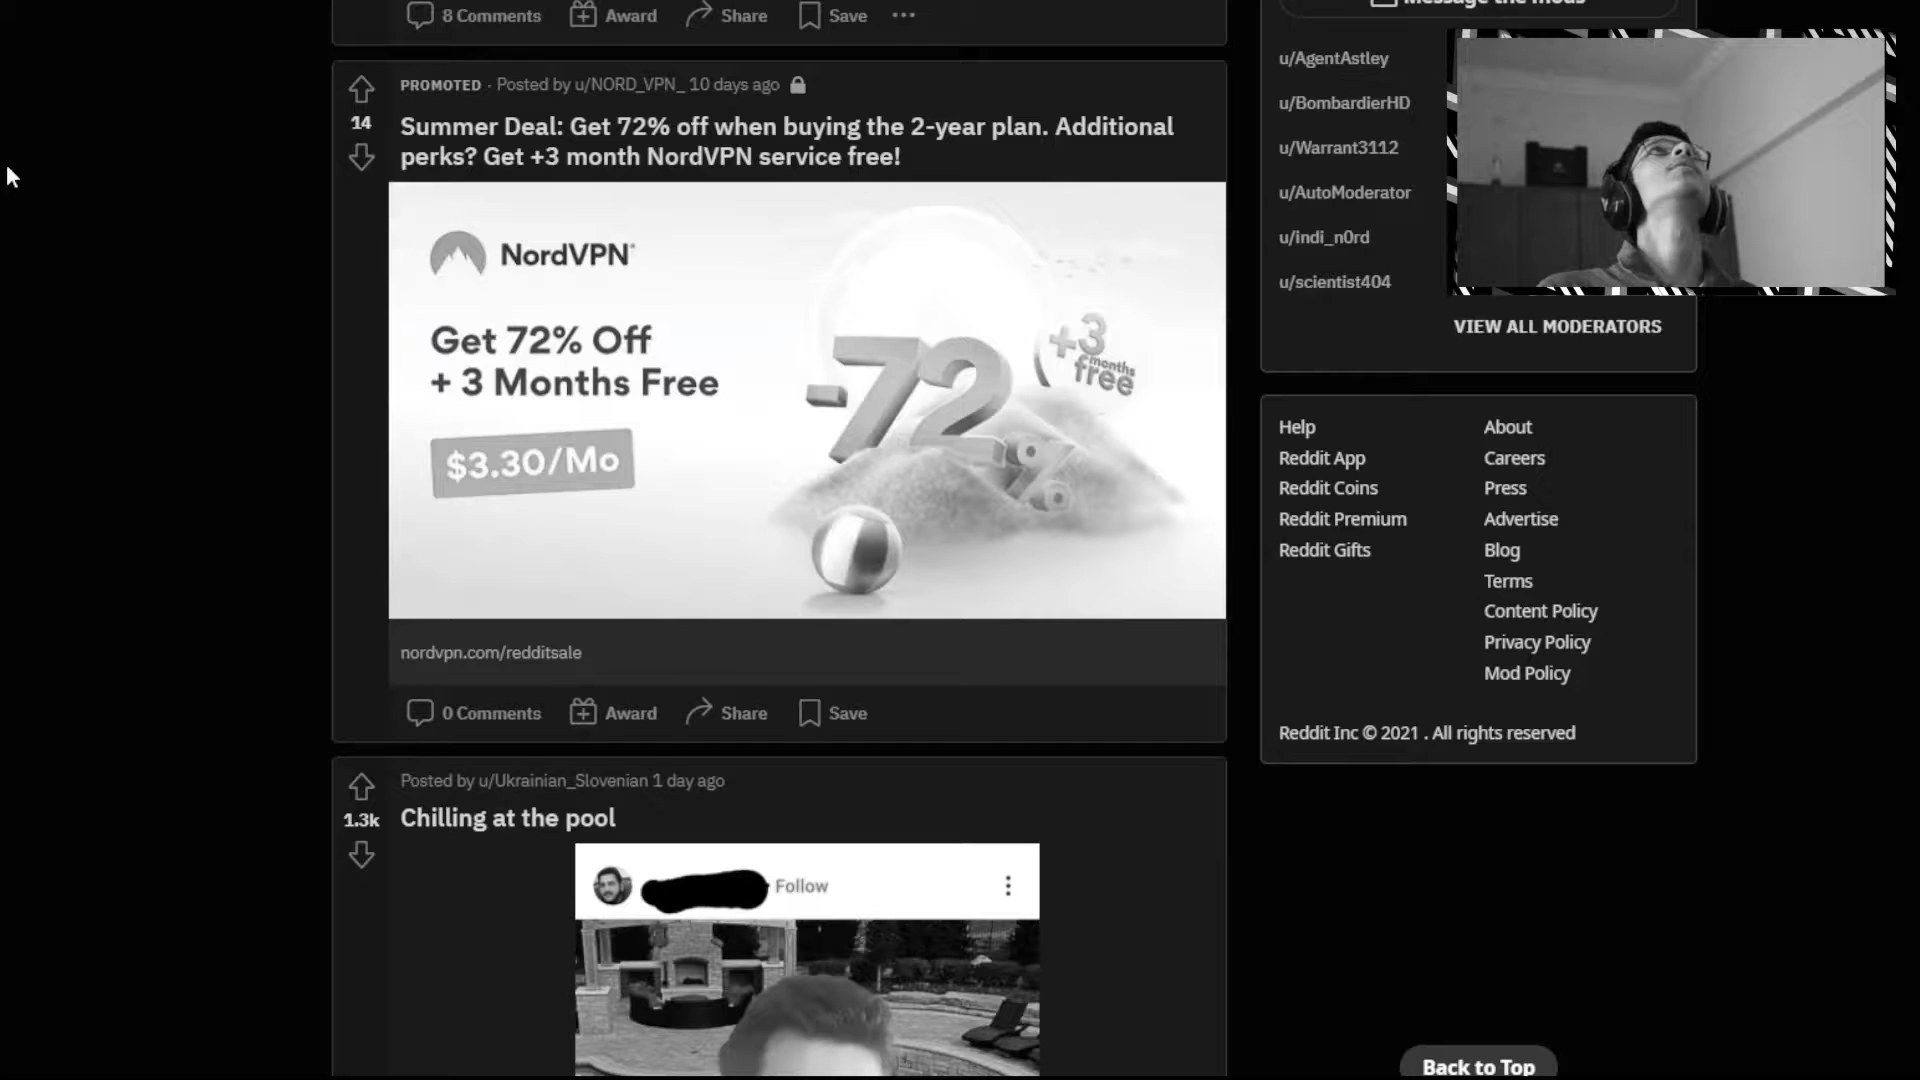 8 Comments Award Share Save
PROMOTED · Posted by u/NORD_VPN_ 10 days ago
14
Summer Deal: Get 72% off when buying the 2-year plan. Additional
perks? Get +3 month NordVPN service free!
NordVPN®
Get 72% Off
+ 3 Months Free
$3.30/Mo
-72%
+3
months
free
nordvpn.com/redditsale
0 Comments Award Share Save
Posted by u/Ukrainian_Slovenian 1 day ago
1.3k
Chilling at the pool
Follow
Message the mods
u/AgentAstley
u/BombardierHD
u/Warrant3112
u/AutoModerator
u/indi_n0rd
u/scientist404
VIEW ALL MODERATORS
Help About
Reddit App Careers
Reddit Coins Press
Reddit Premium Advertise
Reddit Gifts Blog
Terms
Content Policy
Privacy Policy
Mod Policy
Reddit Inc © 2021 . All rights reserved
Back to Top